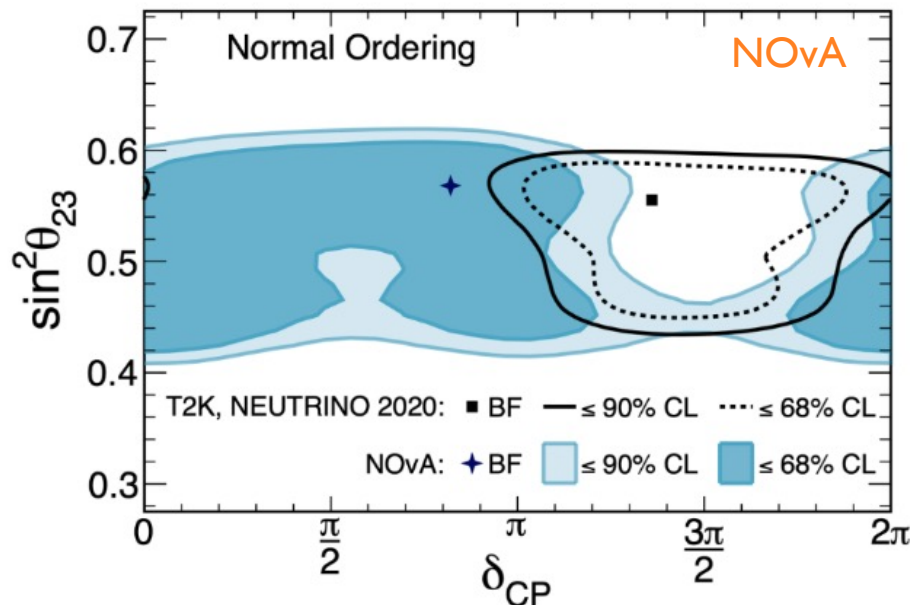 Normal Ordering NOvA
0.7
0.6
0.5
0.4
0.3
sin²θ₂₃
T2K, NEUTRINO 2020: BF ≤ 90% CL ≤ 68% CL
NOvA: BF ≤ 90% CL ≤ 68% CL
0 π/2 π 3π/2 2π
δCP